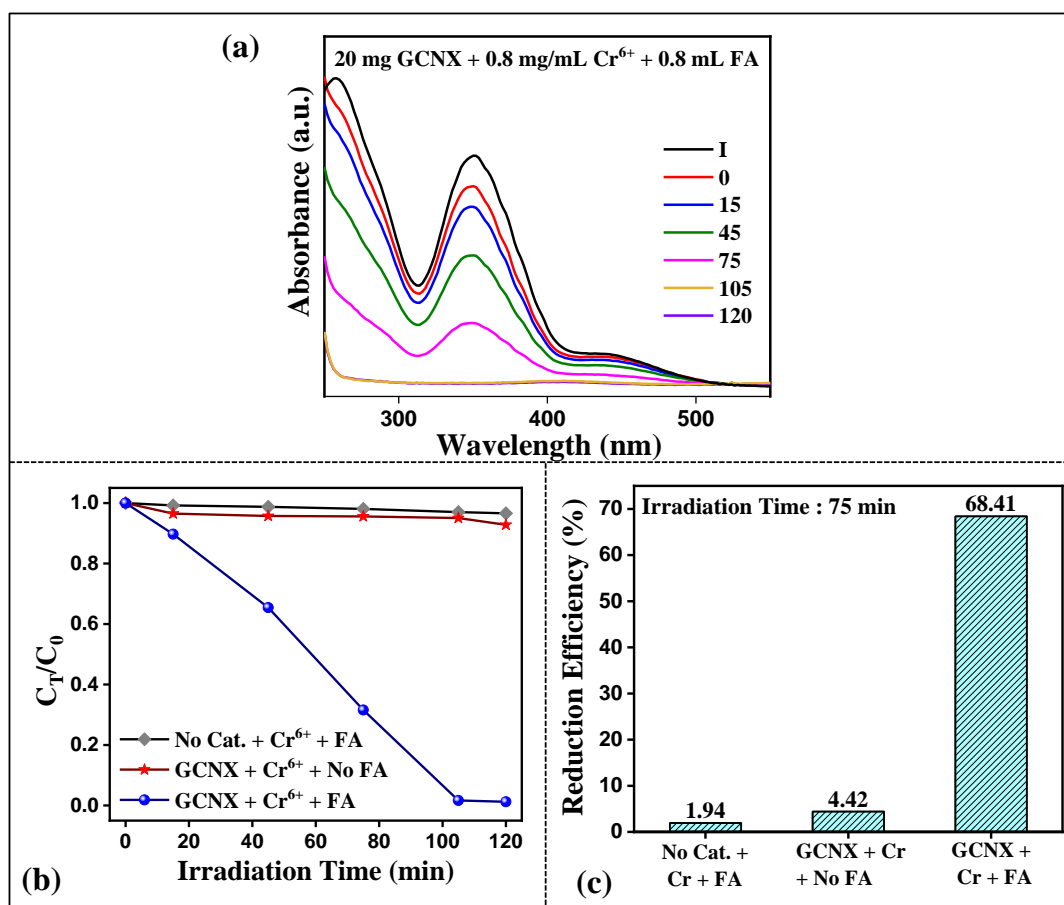 (a)
20 mg GCNX + 0.8 mg/mL Cr⁶⁺ + 0.8 mL FA
Absorbance (a.u.)
I
0
15
45
75
105
120
300
400
500
Wavelength (nm)
1.0
0.8
0.6
0.4
0.2
0.0
C_T/C_0
No Cat. + Cr⁶⁺ + FA
GCNX + Cr⁶⁺ + No FA
GCNX + Cr⁶⁺ + FA
0
20
40
60
80
100
120
Irradiation Time (min)
(b)
Irradiation Time : 75 min
Reduction Efficiency (%)
70
60
50
40
30
20
10
0
1.94
4.42
68.41
No Cat. +
Cr + FA
GCNX + Cr
+ No FA
GCNX +
Cr + FA
(c)